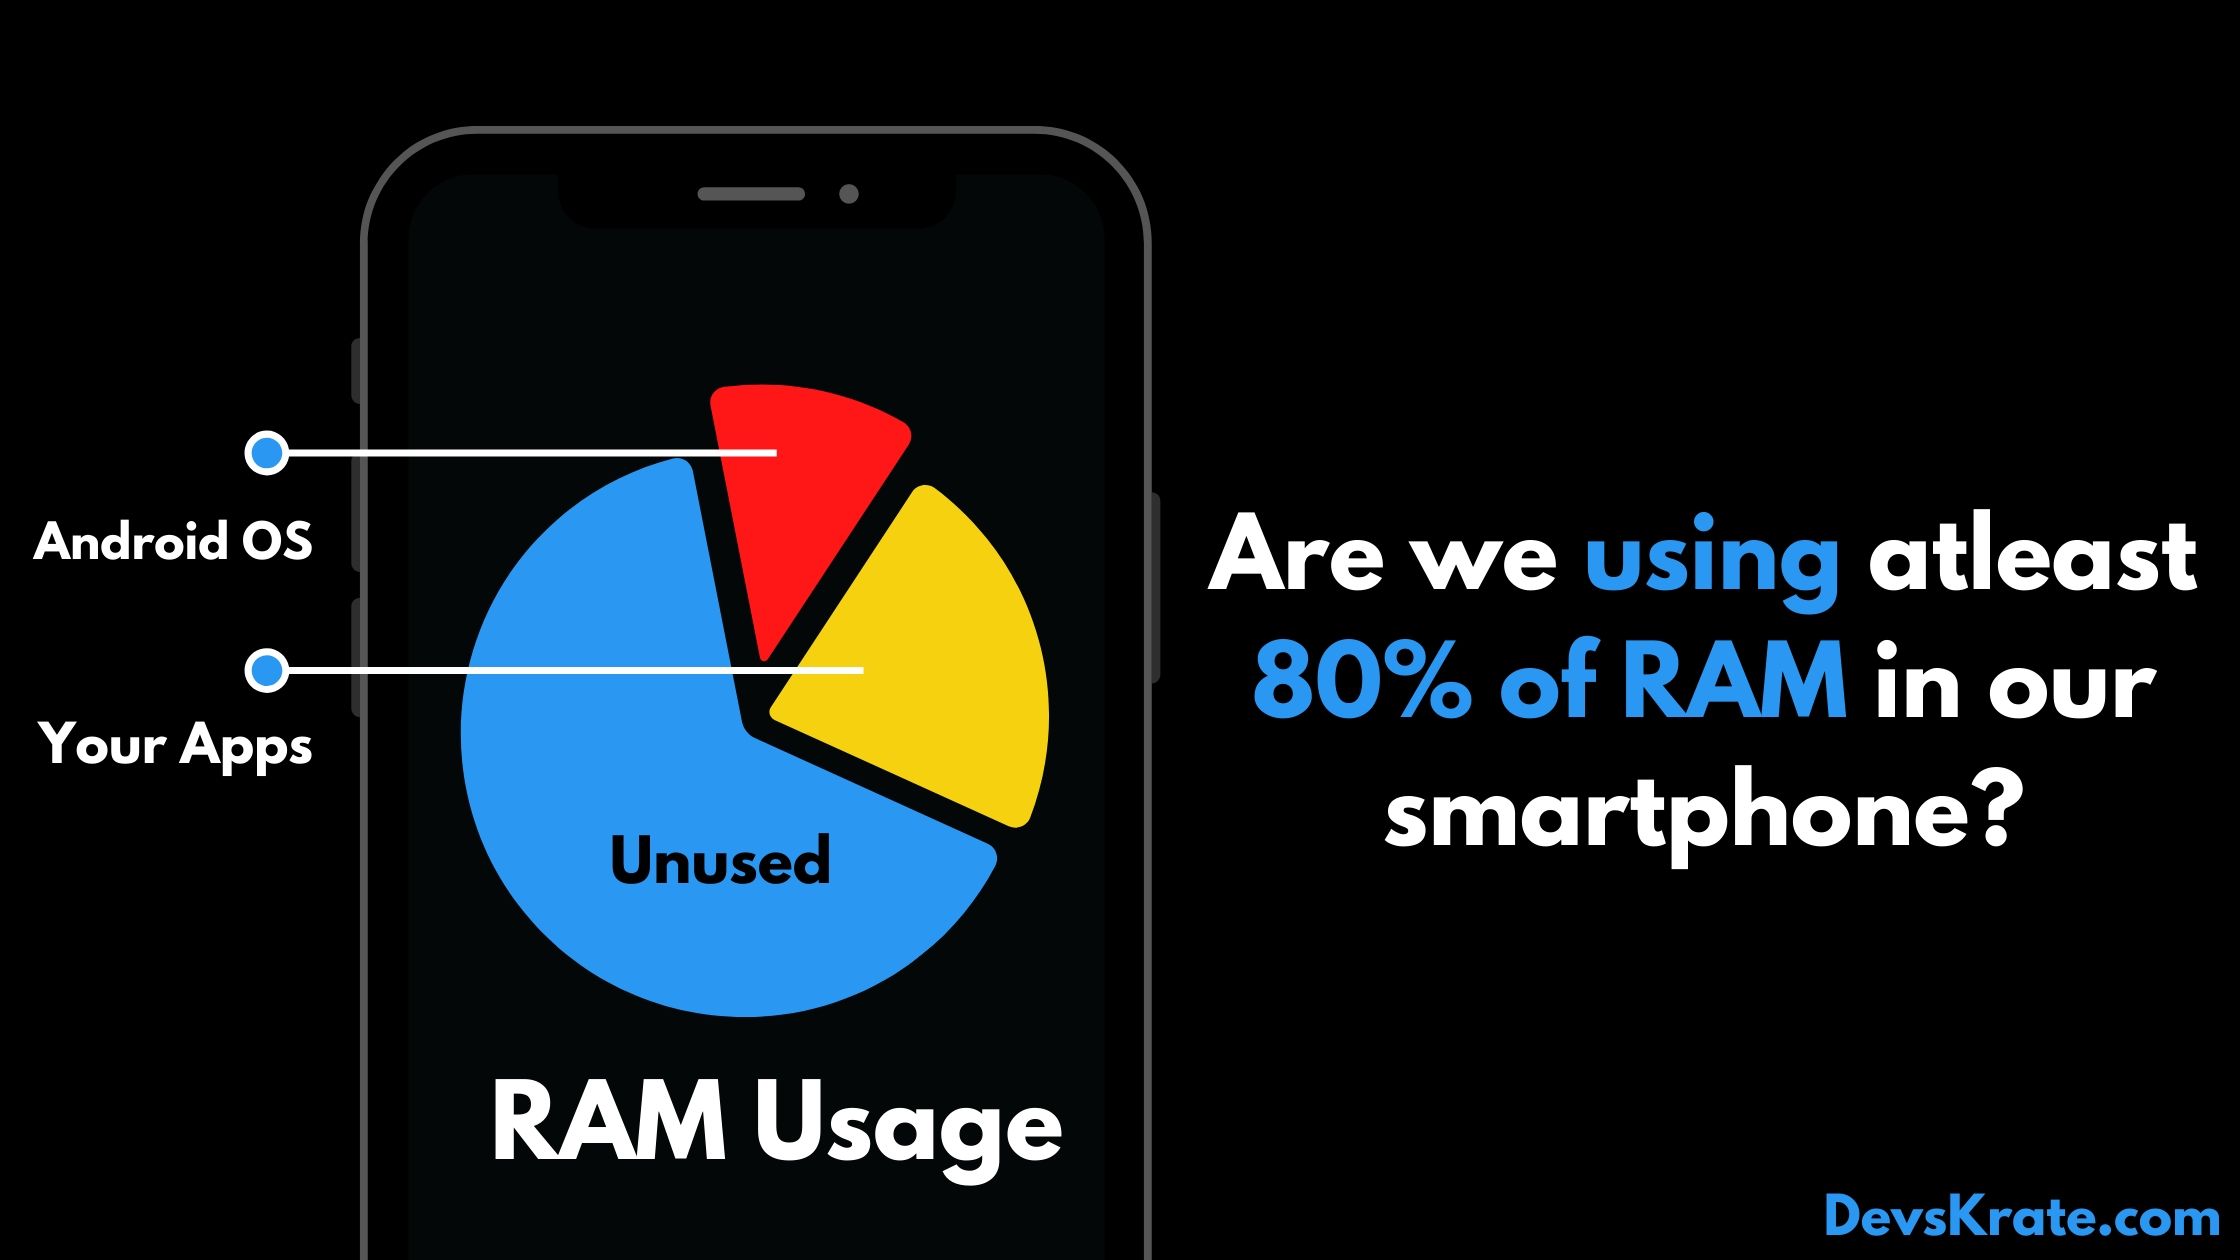 Android OS
Your Apps
Unused
RAM Usage
Are we using atleast
80% of RAM in our
smartphone?
DevsKrate.com